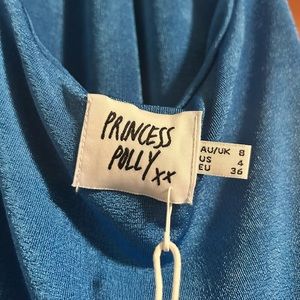 PRINCESS
POLLY xx
AU/UK 8
US 4
EU 36